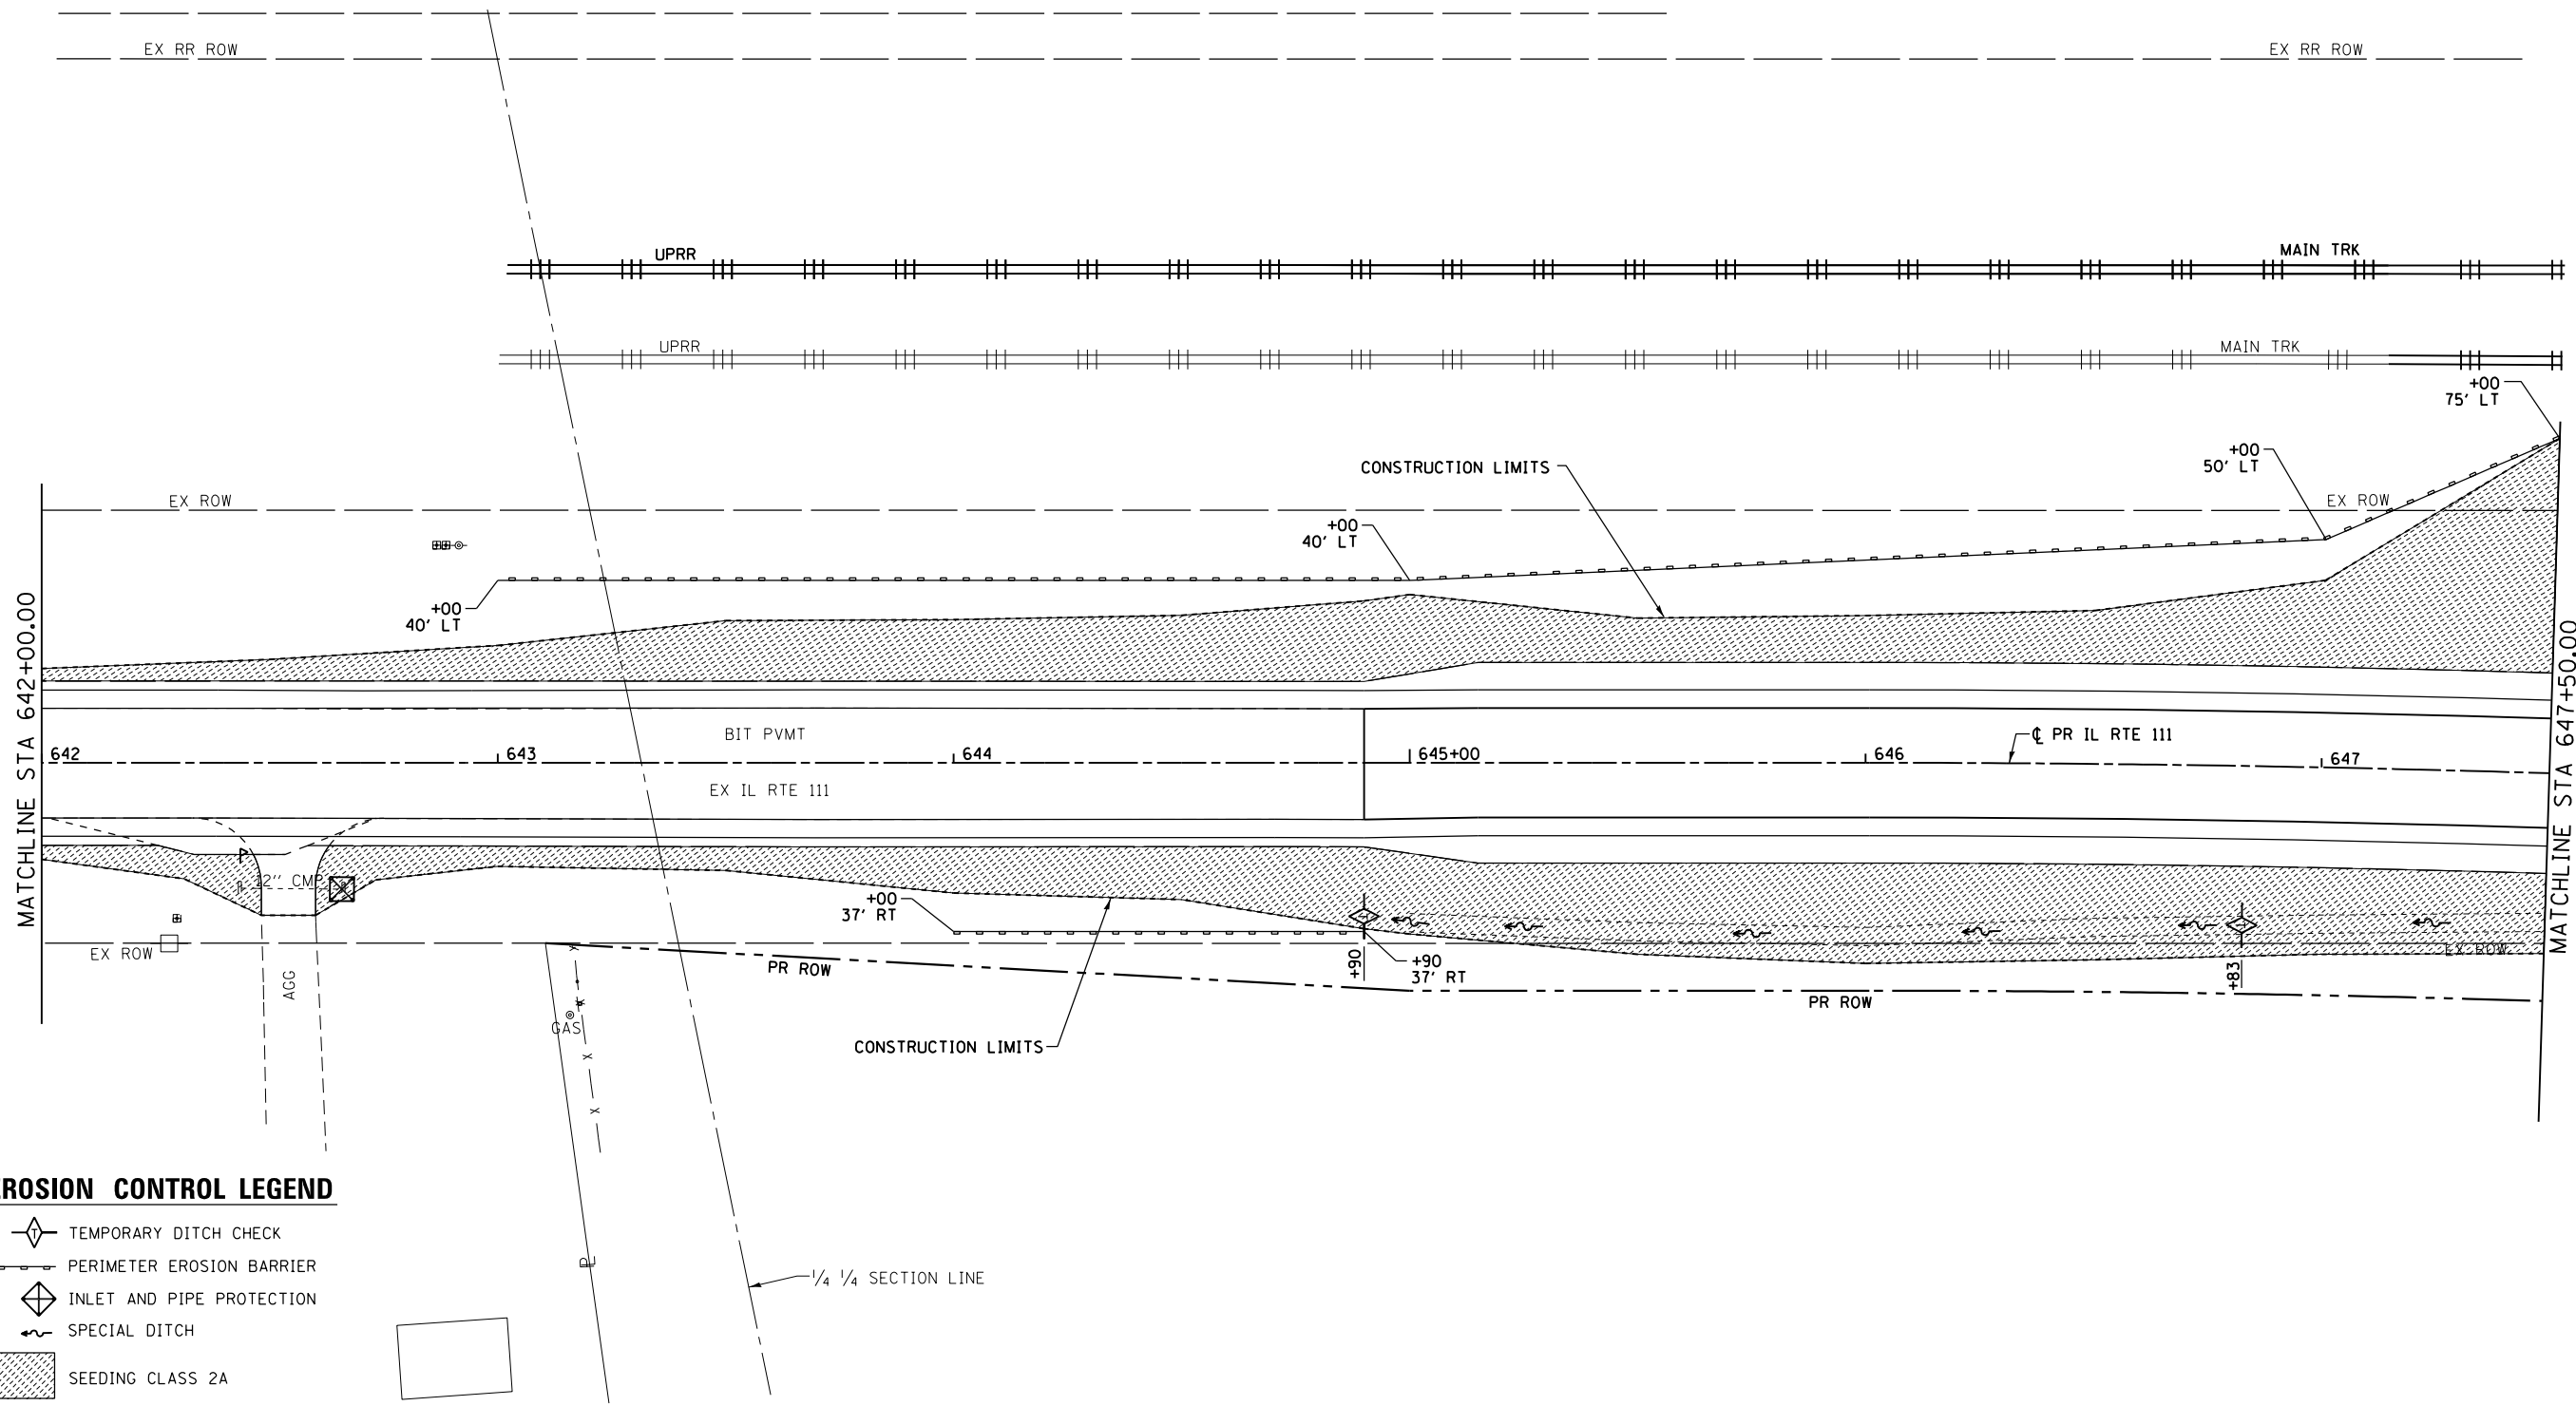 EX RR ROW
EX RR ROW
UPRR
MAIN TRK
UPRR
MAIN TRK
+00
75' LT
+00
50' LT
CONSTRUCTION LIMITS
EX ROW
EX ROW
+00
40' LT
+00
40' LT
MATCHLINE STA 642+00.00
MATCHLINE STA 647+50.00
BIT PVMT
℄ PR IL RTE 111
642
643
644
645+00
646
647
EX IL RTE 111
12'' CMP
+00
37' RT
EX ROW
EX ROW
AGG
PR ROW
+90
+90
37' RT
+83
PR ROW
X
X
X
X
GAS
CONSTRUCTION LIMITS
EROSION CONTROL LEGEND
T TEMPORARY DITCH CHECK
PERIMETER EROSION BARRIER
INLET AND PIPE PROTECTION
SPECIAL DITCH
SEEDING CLASS 2A
PL
1/4 1/4 SECTION LINE